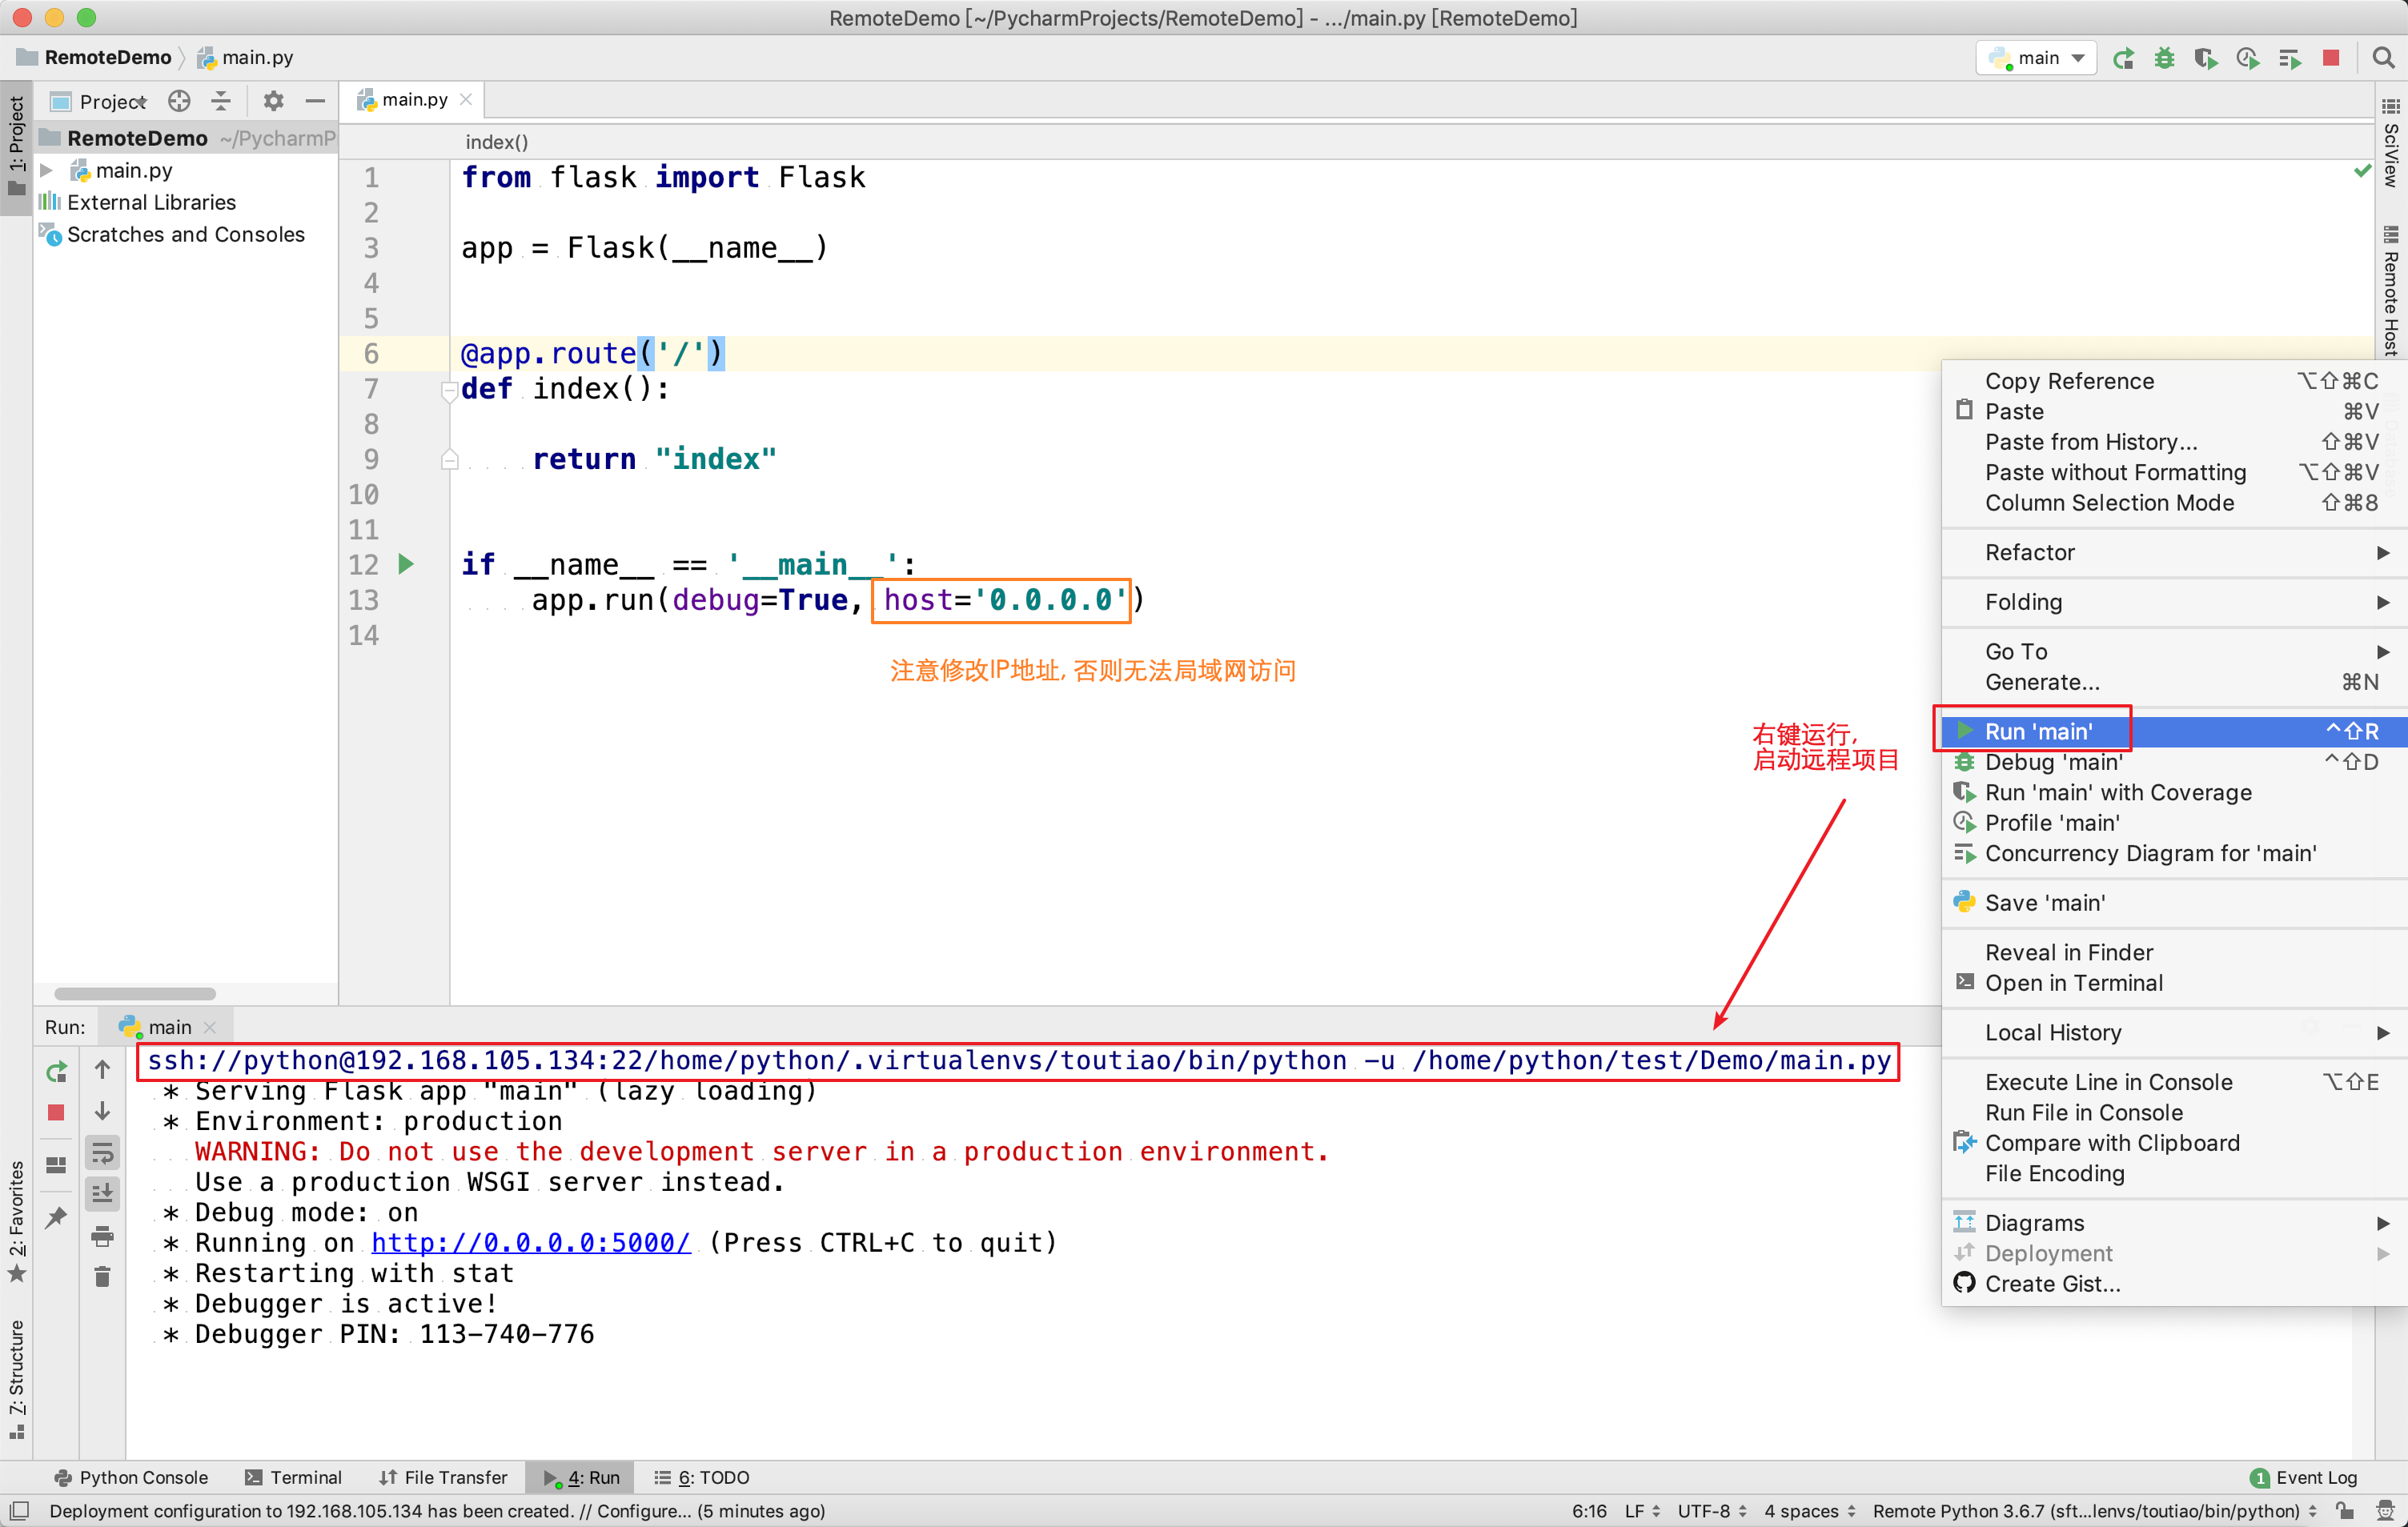 RemoteDemo [~/PycharmProjects/RemoteDemo] - .../main.py [RemoteDemo]
RemoteDemo
main.py
main
1: Project
Project
RemoteDemo ~/PycharmP
main.py
External Libraries
Scratches and Consoles
main.py
index()
1 from flask import Flask
2
3 app = Flask(__name__)
4
5
6 @app.route('/')
7 def index():
8
9 return "index"
10
11
12 if __name__ == '__main__':
13 app.run(debug=True, host='0.0.0.0')
14
注意修改IP地址, 否则无法局域网访问
右键运行,
启动远程项目
SciView
Remote Host
Copy Reference ⌥⇧⌘C
Paste ⌘V
Paste from History... ⇧⌘V
Paste without Formatting ⌥⇧⌘V
Column Selection Mode ⇧⌘8
Refactor
Folding
Go To
Generate... ⌘N
Run 'main' ^⇧R
Debug 'main' ^⇧D
Run 'main' with Coverage
Profile 'main'
Concurrency Diagram for 'main'
Save 'main'
Reveal in Finder
Open in Terminal
Local History
Execute Line in Console ⌥⇧E
Run File in Console
Compare with Clipboard
File Encoding
Diagrams
Deployment
Create Gist...
Run: main
ssh://python@192.168.105.134:22/home/python/.virtualenvs/toutiao/bin/python -u /home/python/test/Demo/main.py
* Serving Flask app "main" (lazy loading)
* Environment: production
WARNING: Do not use the development server in a production environment.
Use a production WSGI server instead.
* Debug mode: on
* Running on http://0.0.0.0:5000/ (Press CTRL+C to quit)
* Restarting with stat
* Debugger is active!
* Debugger PIN: 113-740-776
2: Favorites
7: Structure
Python Console
Terminal
File Transfer
4: Run
6: TODO
1 Event Log
Deployment configuration to 192.168.105.134 has been created. // Configure... (5 minutes ago)
6:16 LF UTF-8 4 spaces Remote Python 3.6.7 (sft...lenvs/toutiao/bin/python)